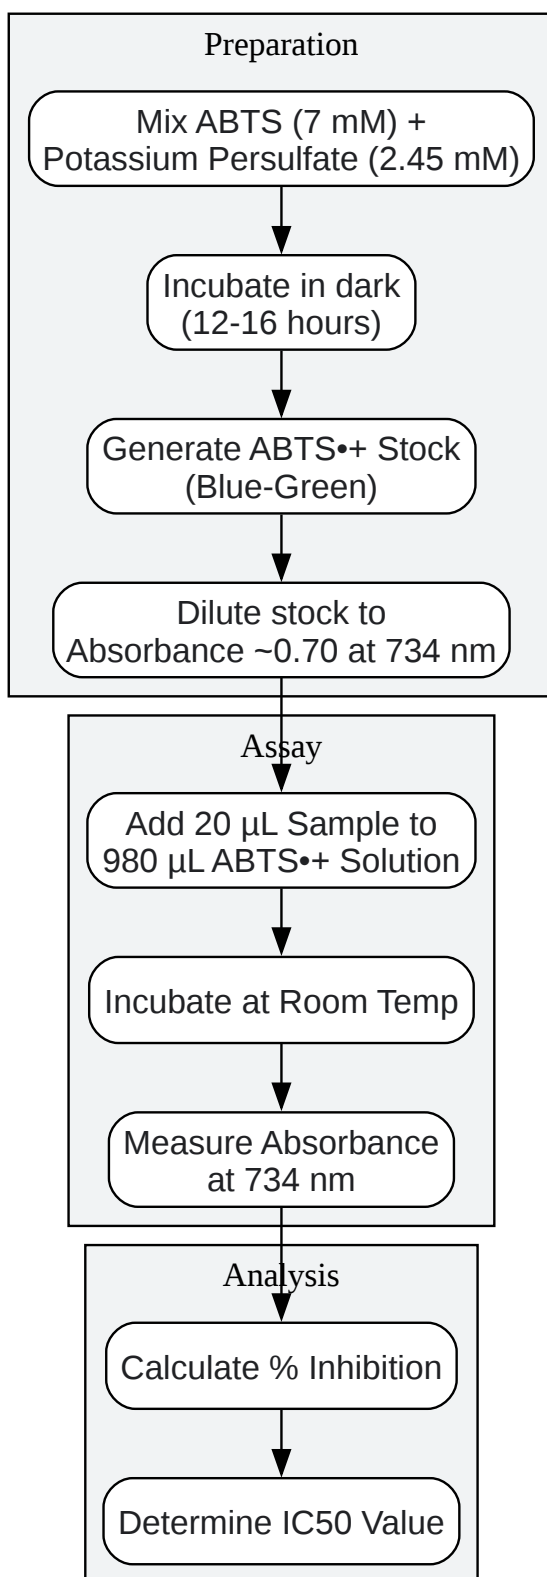 Preparation
Mix ABTS (7 mM) +
Potassium Persulfate (2.45 mM)
Incubate in dark
(12-16 hours)
Generate ABTS•+ Stock
(Blue-Green)
Dilute stock to
Absorbance ~0.70 at 734 nm
Assay
Add 20 µL Sample to
980 µL ABTS•+ Solution
Incubate at Room Temp
Measure Absorbance
at 734 nm
Analysis
Calculate % Inhibition
Determine IC50 Value